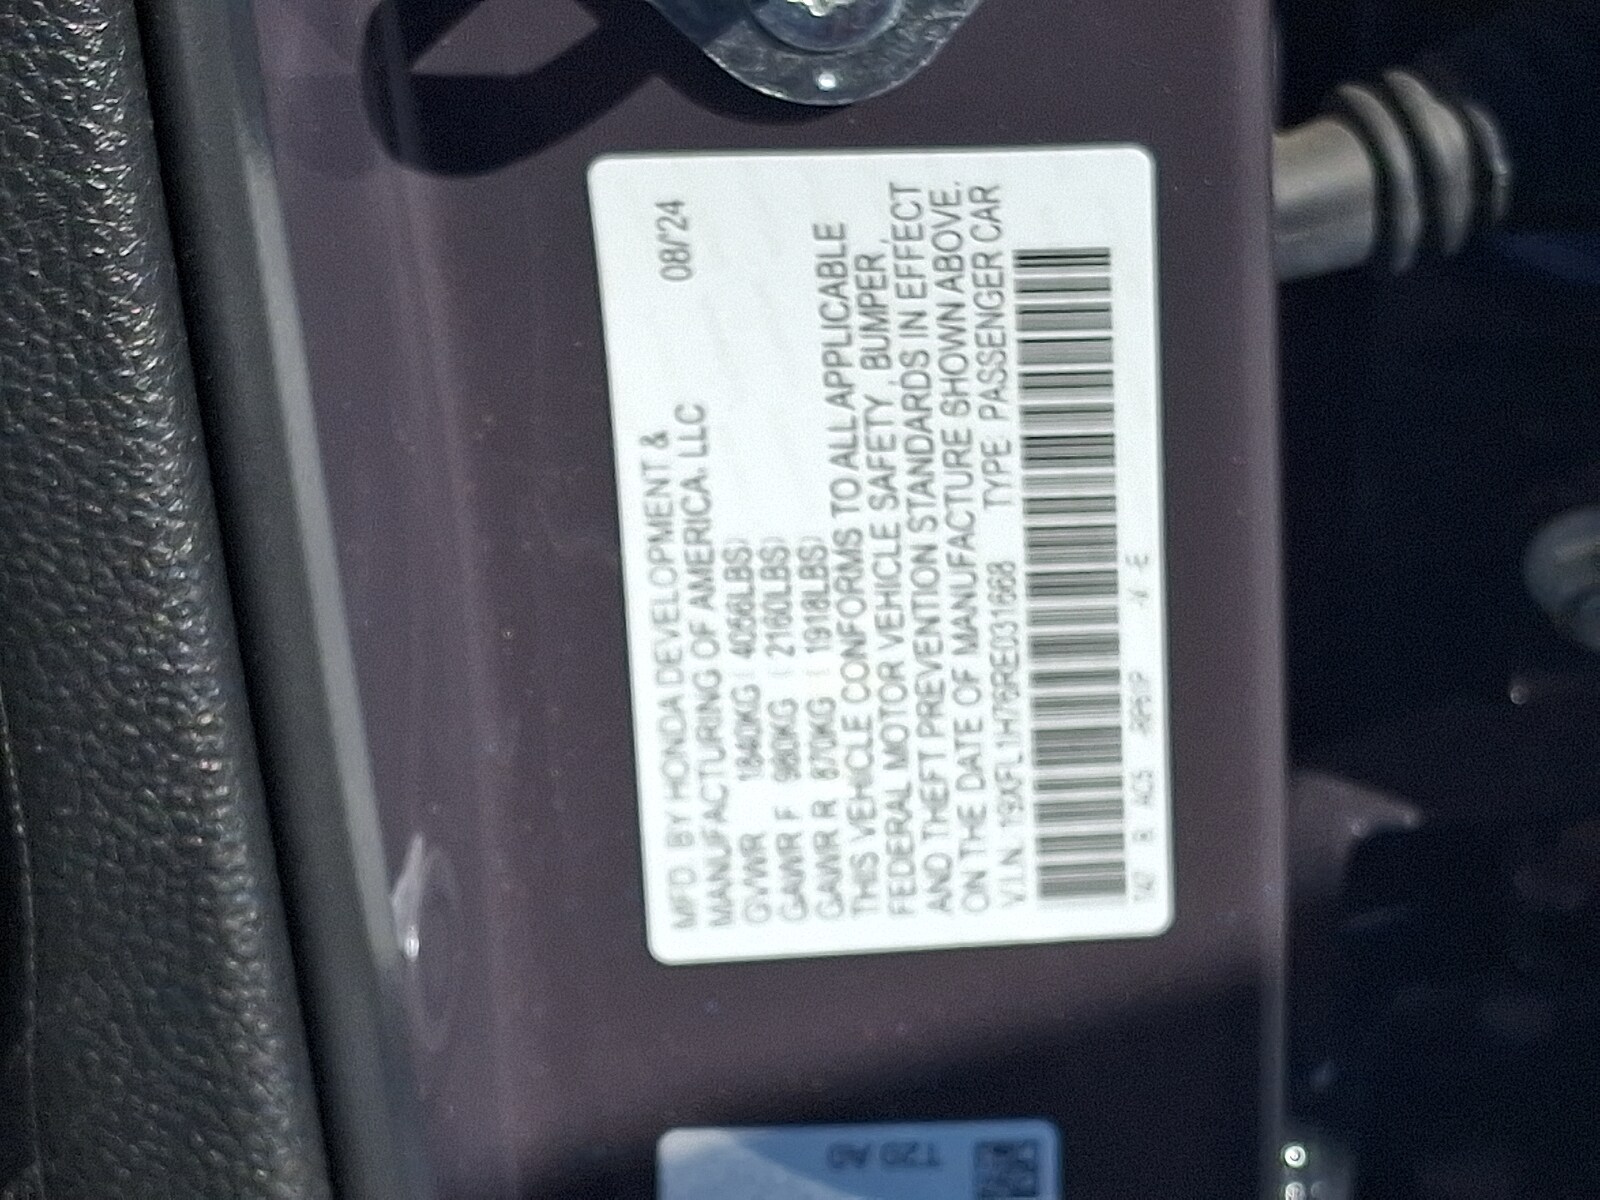 MFD. BY HONDA DEVELOPMENT &
MANUFACTURING OF AMERICA, LLC 08/'24
GVWR 1840KG ( 4056LBS)
GAWR F 980KG ( 2160LBS)
GAWR R 870KG ( 1918LBS)
THIS VEHICLE CONFORMS TO ALL APPLICABLE
FEDERAL MOTOR VEHICLE SAFETY, BUMPER,
AND THEFT PREVENTION STANDARDS IN EFFECT
ON THE DATE OF MANUFACTURE SHOWN ABOVE.
V.I.N. TYPE: PASSENGER CAR
B
T20 A0